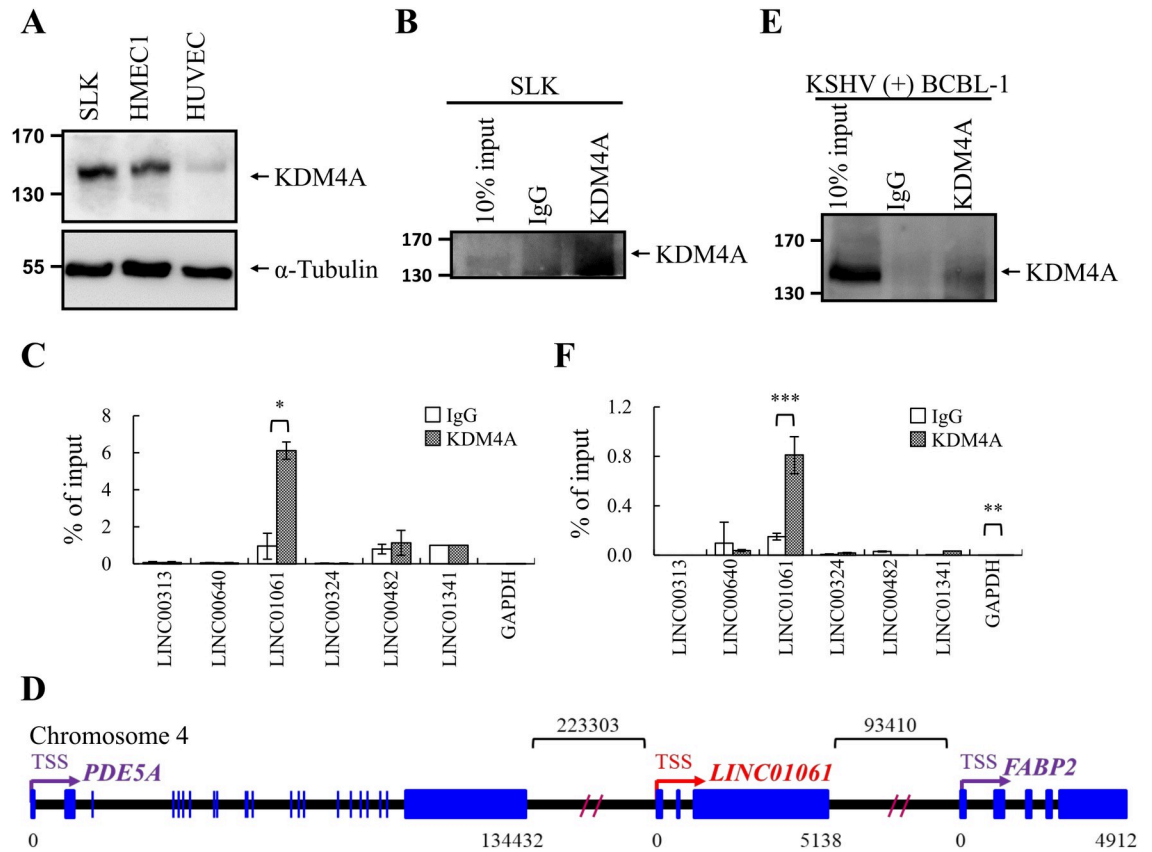 A
SLK
HMEC1
HUVEC
170
130
KDM4A
55
α-Tubulin
B
SLK
10% input
IgG
KDM4A
170
130
KDM4A
E
KSHV (+) BCBL-1
10% input
IgG
KDM4A
170
130
KDM4A
C
% of input
8
6
4
2
0
*
IgG
KDM4A
LINC00313
LINC00640
LINC01061
LINC00324
LINC00482
LINC01341
GAPDH
F
% of input
1.2
0.8
0.4
0.0
***
**
IgG
KDM4A
LINC00313
LINC00640
LINC01061
LINC00324
LINC00482
LINC01341
GAPDH
D
Chromosome 4
223303
93410
TSS PDE5A
TSS LINC01061
TSS FABP2
0 134432 0 5138 0 4912